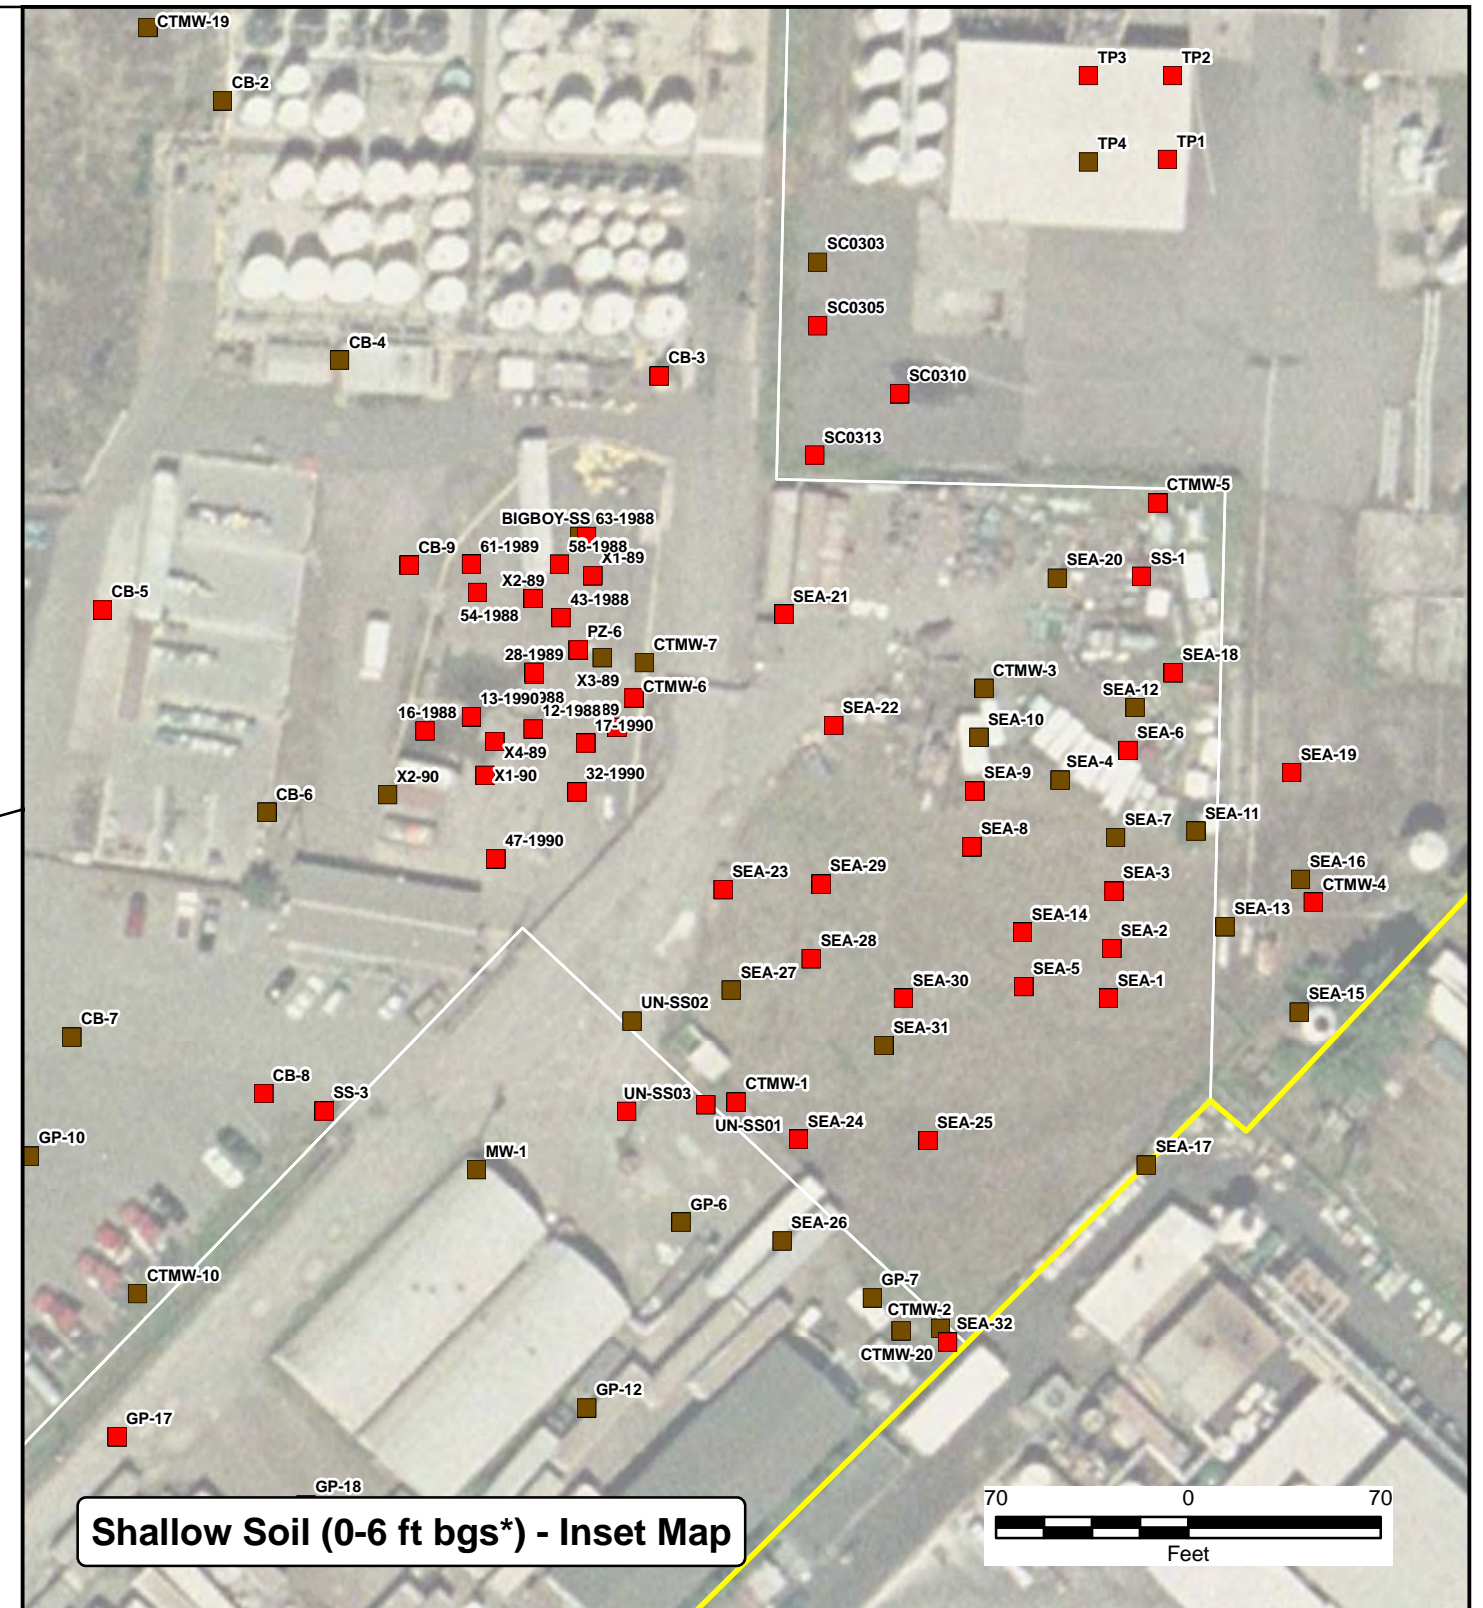 CTMW-19
CB-2
TP3
TP2
TP4
TP1
SC0303
SC0305
CB-4
CB-3
SC0310
SC0313
CTMW-5
BIGBOY-SS 63-1988
CB-9
61-1989
58-1988
X1-89
SEA-20
SS-1
X2-89
CB-5
54-1988
43-1988
SEA-21
PZ-6
28-1989
CTMW-7
X3-89
CTMW-3
SEA-18
CTMW-6
SEA-12
13-1990
988
16-1988
12-1988
89
17-1990
SEA-22
SEA-10
SEA-6
X4-89
X2-90
X1-90
32-1990
SEA-9
SEA-4
SEA-19
CB-6
SEA-8
SEA-7
SEA-11
47-1990
SEA-23
SEA-29
SEA-3
SEA-16
CTMW-4
SEA-14
SEA-13
SEA-28
SEA-2
SEA-27
SEA-30
SEA-5
SEA-1
UN-SS02
SEA-15
CB-7
SEA-31
CB-8
SS-3
UN-SS03
CTMW-1
UN-SS01
SEA-24
SEA-25
GP-10
MW-1
SEA-17
GP-6
SEA-26
CTMW-10
GP-7
CTMW-2
SEA-32
CTMW-20
GP-12
GP-17
GP-18
Shallow Soil (0-6 ft bgs*) - Inset Map
70 0 70
Feet